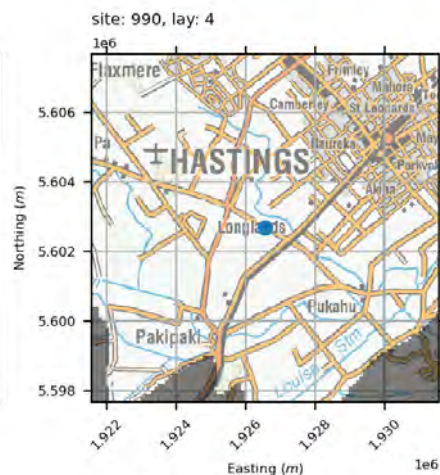 site: 990, lay: 4
1e6
Flaxmere
Frimley
5.606
Mahora
Camberley
St Leonards
Raureka
Pa
HASTINGS
Parkvale
5.604
Akina
Longlands
5.602
Northing (m)
Pukahu
5.600
Pakipaki
Louisa Stm
5.598
1.922
1.924
1.926
1.928
1.930
1e6
Easting (m)